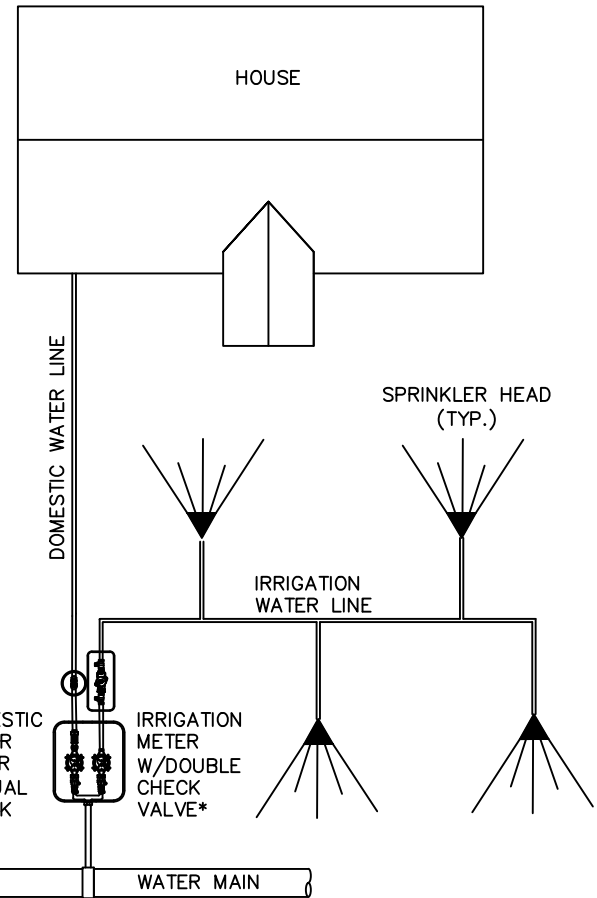 HOUSE
DOMESTIC WATER LINE
SPRINKLER HEAD
(TYP.)
IRRIGATION
WATER LINE
IRRIGATION
METER
W/DOUBLE
CHECK
VALVE*
WATER MAIN